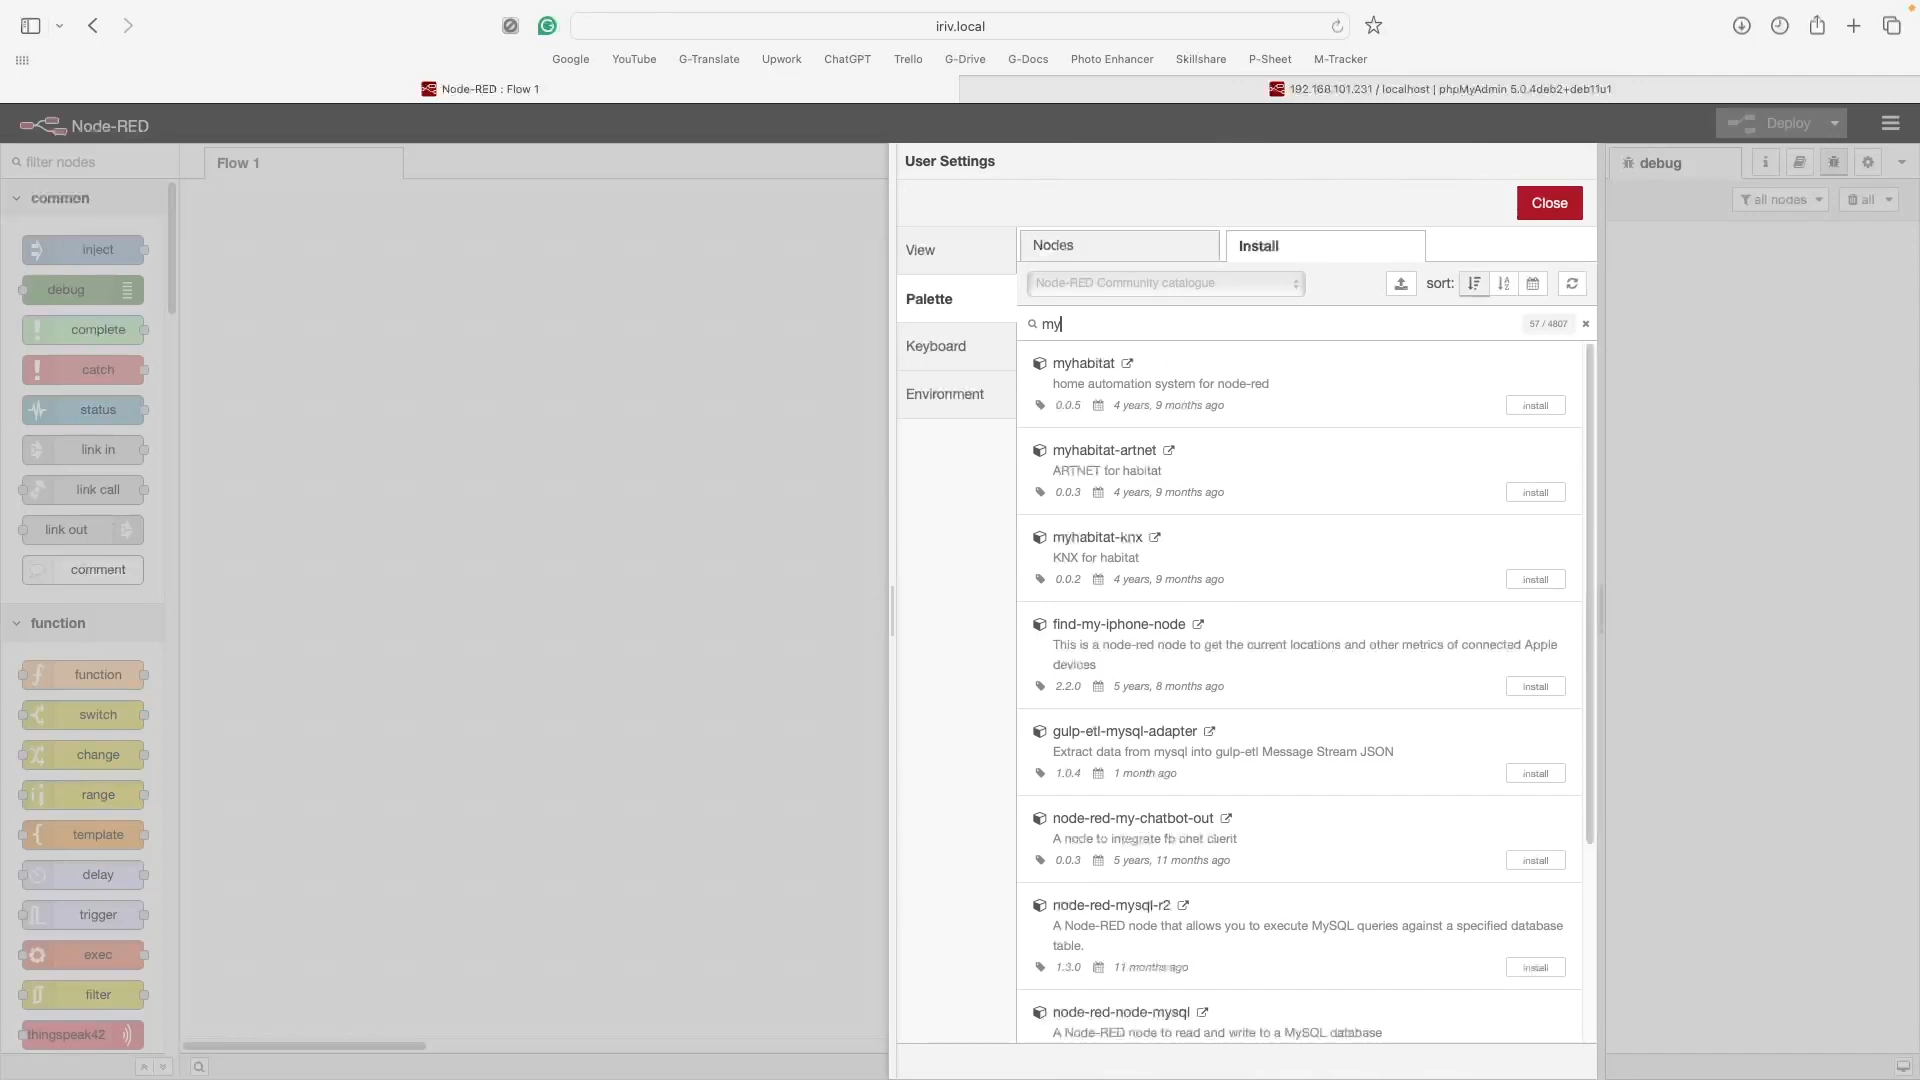 iriv.local
Google YouTube G-Translate Upwork ChatGPT Trello G-Drive G-Docs Photo Enhancer Skillshare P-Sheet M-Tracker
Node-RED : Flow 1
192.168.101.231 / localhost | phpMyAdmin 5.0.4deb2+deb11u1
Node-RED
Deploy
filter nodes
Flow 1
common
inject
debug
complete
catch
status
link in
link call
link out
comment
function
function
switch
change
range
template
delay
trigger
exec
filter
thingspeak42
User Settings
Close
View
Palette
Keyboard
Environment
Nodes
Install
Node-RED Community catalogue
sort:
my
57 / 4807
myhabitat
home automation system for node-red
0.0.5 4 years, 9 months ago
install
myhabitat-artnet
ARTNET for habitat
0.0.3 4 years, 9 months ago
install
myhabitat-knx
KNX for habitat
0.0.2 4 years, 9 months ago
install
find-my-iphone-node
This is a node-red node to get the current locations and other metrics of connected Apple
devices
2.2.0 5 years, 8 months ago
install
gulp-etl-mysql-adapter
Extract data from mysql into gulp-etl Message Stream JSON
1.0.4 1 month ago
install
node-red-my-chatbot-out
A node to integrate
0.0.3 5 years, 11 months ago
install
node-red-mysql-r2
A Node-RED node that allows you to execute MySQL queries against a specified database
table.
1.3.0 11 months ago
install
node-red-node-mysql
A Node-RED node to read and write to a MySQL database
debug
all nodes
all